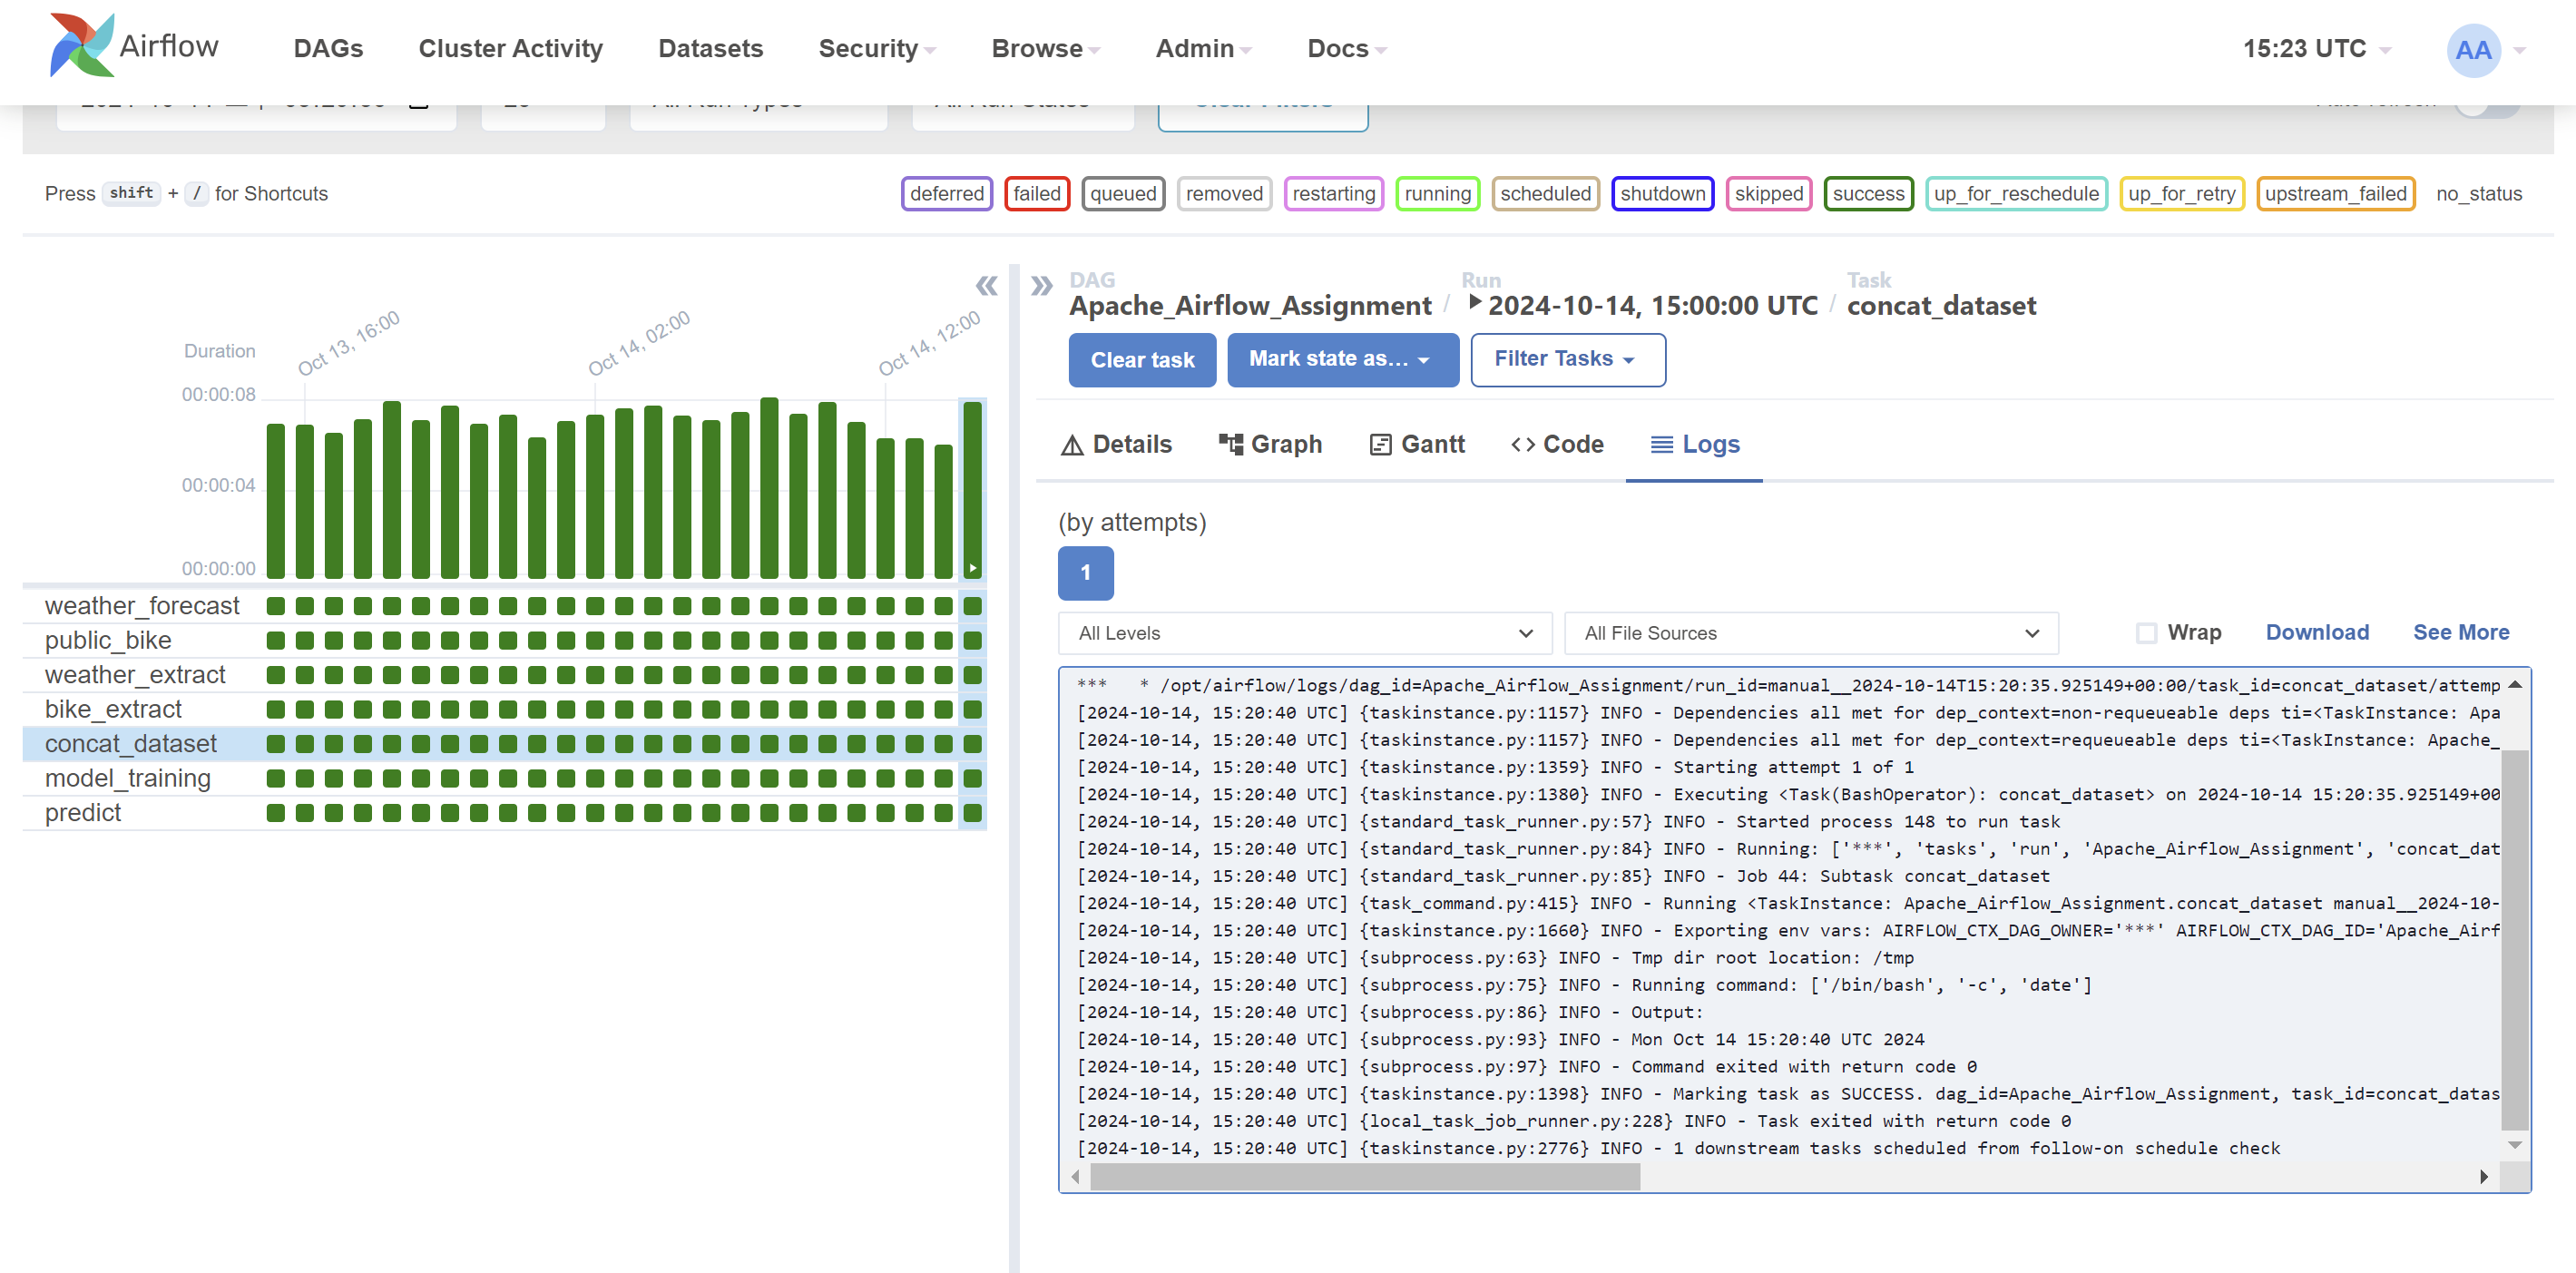 Airflow
DAGs
Cluster Activity
Datasets
Security
Browse
Admin
Docs
15:23 UTC
AA
Press shift + / for Shortcuts
deferred
failed
queued
removed
restarting
running
scheduled
shutdown
skipped
success
up_for_reschedule
up_for_retry
upstream_failed
no_status
Oct 13, 16:00
Oct 14, 02:00
Oct 14, 12:00
Duration
00:00:08
00:00:04
00:00:00
weather_forecast
public_bike
weather_extract
bike_extract
concat_dataset
model_training
predict
DAG
Apache_Airflow_Assignment
/
Run
2024-10-14, 15:00:00 UTC
/
Task
concat_dataset
Clear task
Mark state as...
Filter Tasks
Details
Graph
Gantt
Code
Logs
(by attempts)
1
All Levels
All File Sources
Wrap
Download
See More
***   * /opt/airflow/logs/dag_id=Apache_Airflow_Assignment/run_id=manual__2024-10-14T15:20:35.925149+00:00/task_id=concat_dataset/attemp
[2024-10-14, 15:20:40 UTC] {taskinstance.py:1157} INFO - Dependencies all met for dep_context=non-requeueable deps ti=<TaskInstance: Apa
[2024-10-14, 15:20:40 UTC] {taskinstance.py:1157} INFO - Dependencies all met for dep_context=requeueable deps ti=<TaskInstance: Apache_
[2024-10-14, 15:20:40 UTC] {taskinstance.py:1359} INFO - Starting attempt 1 of 1
[2024-10-14, 15:20:40 UTC] {taskinstance.py:1380} INFO - Executing <Task(BashOperator): concat_dataset> on 2024-10-14 15:20:35.925149+00
[2024-10-14, 15:20:40 UTC] {standard_task_runner.py:57} INFO - Started process 148 to run task
[2024-10-14, 15:20:40 UTC] {standard_task_runner.py:84} INFO - Running: ['***', 'tasks', 'run', 'Apache_Airflow_Assignment', 'concat_dat
[2024-10-14, 15:20:40 UTC] {standard_task_runner.py:85} INFO - Job 44: Subtask concat_dataset
[2024-10-14, 15:20:40 UTC] {task_command.py:415} INFO - Running <TaskInstance: Apache_Airflow_Assignment.concat_dataset manual__2024-10-
[2024-10-14, 15:20:40 UTC] {taskinstance.py:1660} INFO - Exporting env vars: AIRFLOW_CTX_DAG_OWNER='***' AIRFLOW_CTX_DAG_ID='Apache_Airf
[2024-10-14, 15:20:40 UTC] {subprocess.py:63} INFO - Tmp dir root location: /tmp
[2024-10-14, 15:20:40 UTC] {subprocess.py:75} INFO - Running command: ['/bin/bash', '-c', 'date']
[2024-10-14, 15:20:40 UTC] {subprocess.py:86} INFO - Output:
[2024-10-14, 15:20:40 UTC] {subprocess.py:93} INFO - Mon Oct 14 15:20:40 UTC 2024
[2024-10-14, 15:20:40 UTC] {subprocess.py:97} INFO - Command exited with return code 0
[2024-10-14, 15:20:40 UTC] {taskinstance.py:1398} INFO - Marking task as SUCCESS. dag_id=Apache_Airflow_Assignment, task_id=concat_datas
[2024-10-14, 15:20:40 UTC] {local_task_job_runner.py:228} INFO - Task exited with return code 0
[2024-10-14, 15:20:40 UTC] {taskinstance.py:2776} INFO - 1 downstream tasks scheduled from follow-on schedule check